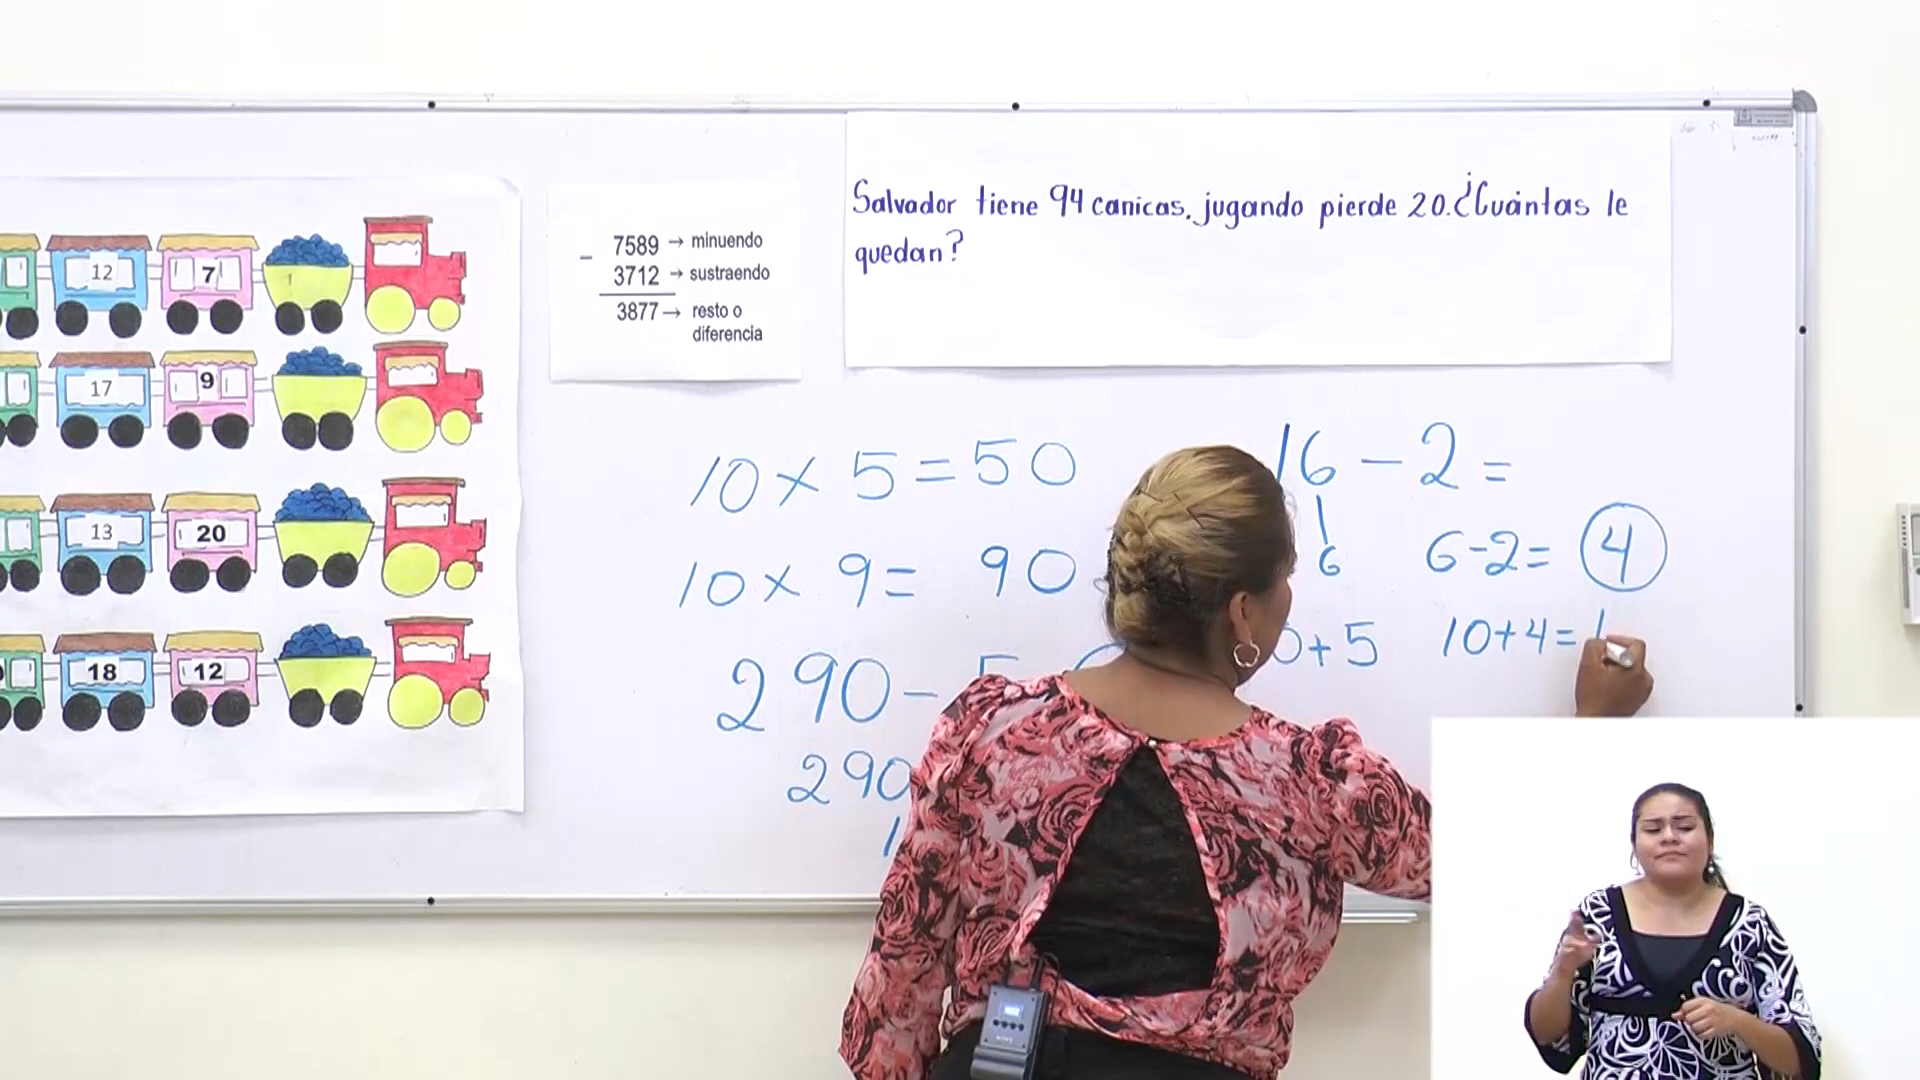 12 7
17 9
13 20
18 12
- 7589 → minuendo
3712 → sustraendo
3877 → resto o
diferencia
Salvador tiene 94 canicas. jugando pierde 20. ¿Cuántas le
quedan?
10 x 5 = 50
10 x 9 = 90
290 -
290
1
16 - 2 =
6 6-2= 4
+ 5 10+4=1